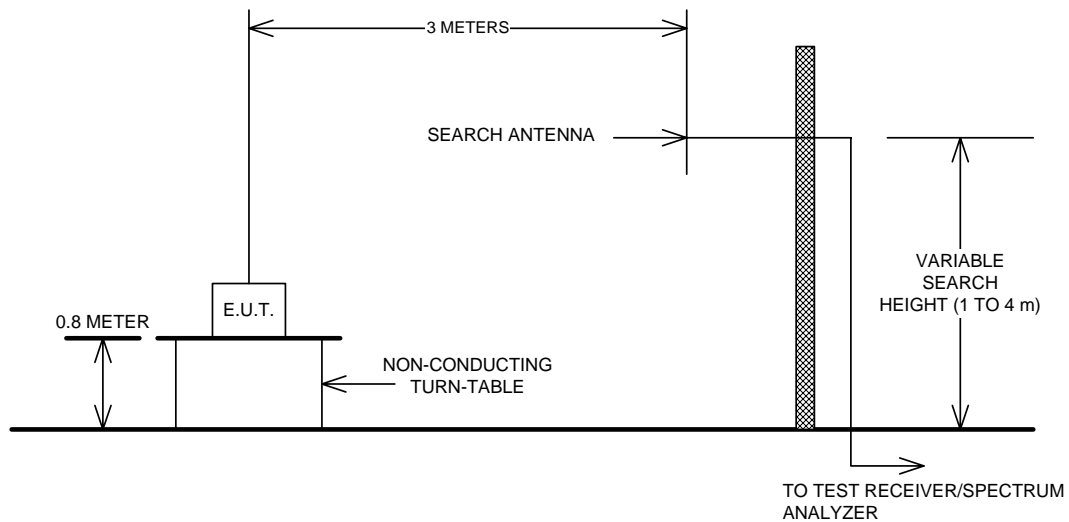 3 METERS
SEARCH ANTENNA
VARIABLE
SEARCH
HEIGHT (1 TO 4 m)
E.U.T.
0.8 METER
NON-CONDUCTING
TURN-TABLE
TO TEST RECEIVER/SPECTRUM
ANALYZER